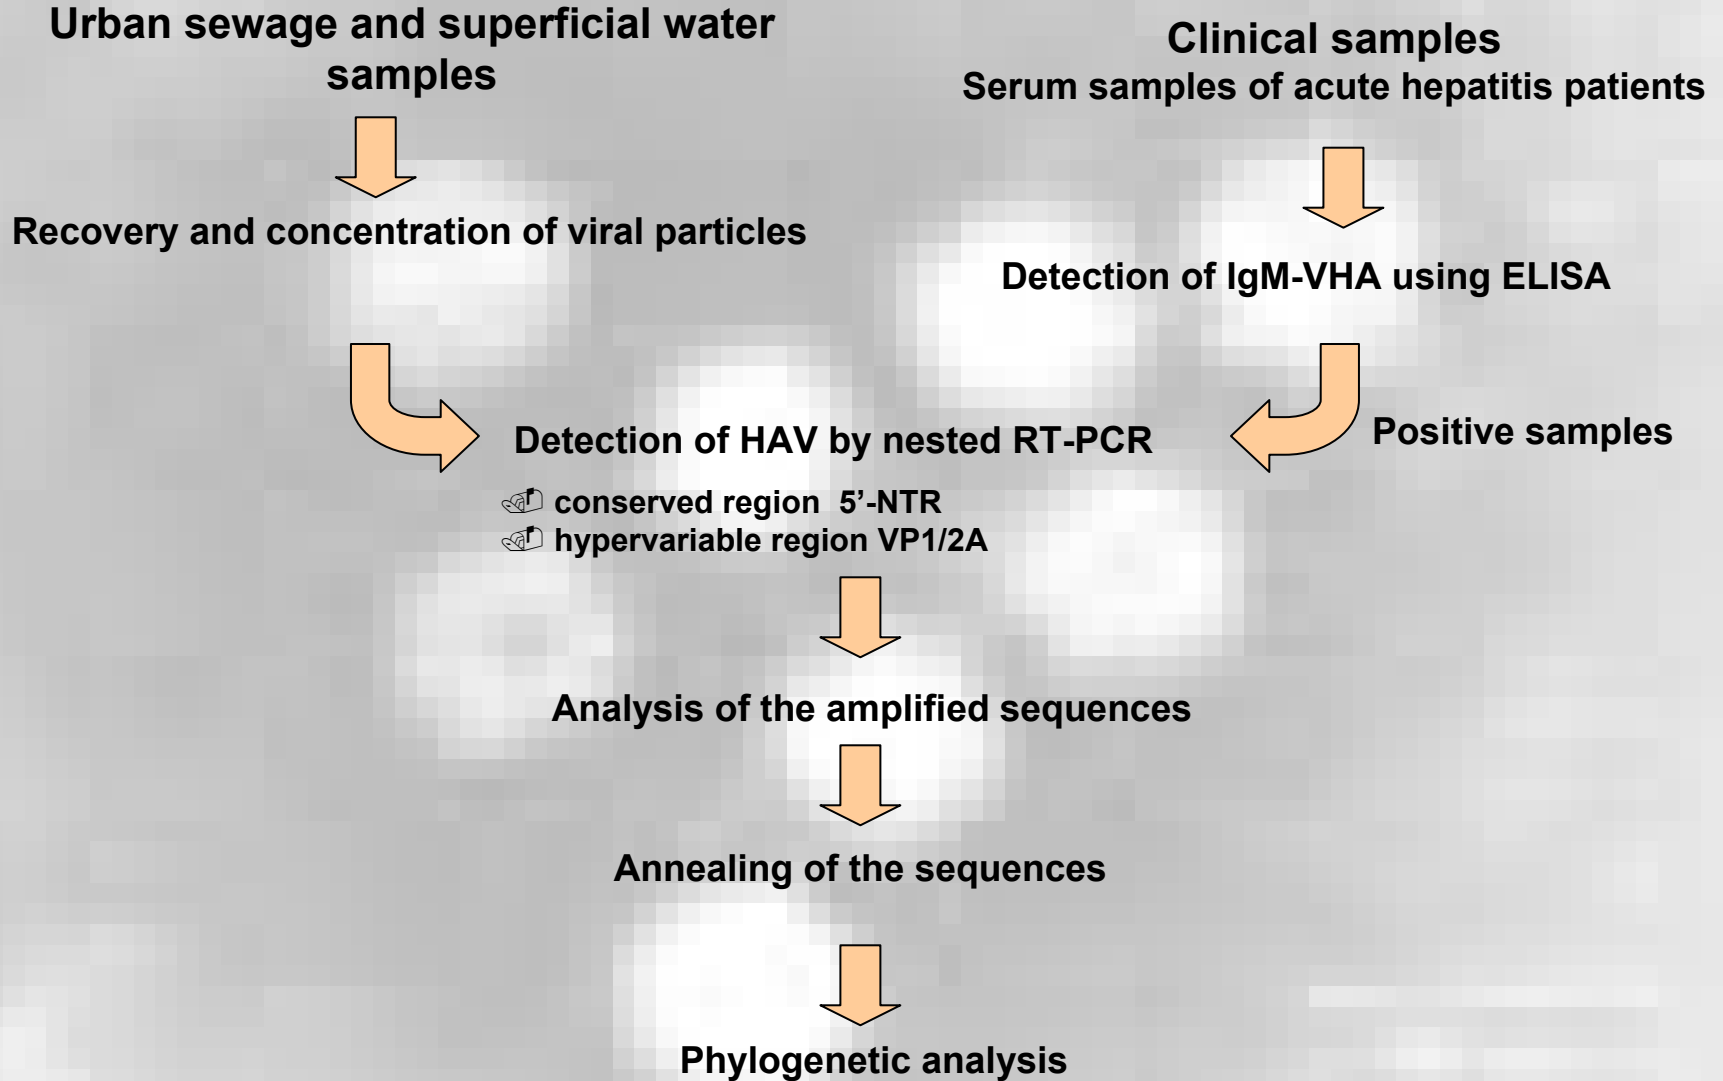 Urban sewage and superficial water
samples
Clinical samples
Serum samples of acute hepatitis patients
Recovery and concentration of viral particles
Detection of IgM-VHA using ELISA
Positive samples
Detection of HAV by nested RT-PCR
conserved region 5’-NTR
hypervariable region VP1/2A
Analysis of the amplified sequences
Annealing of the sequences
Phylogenetic analysis